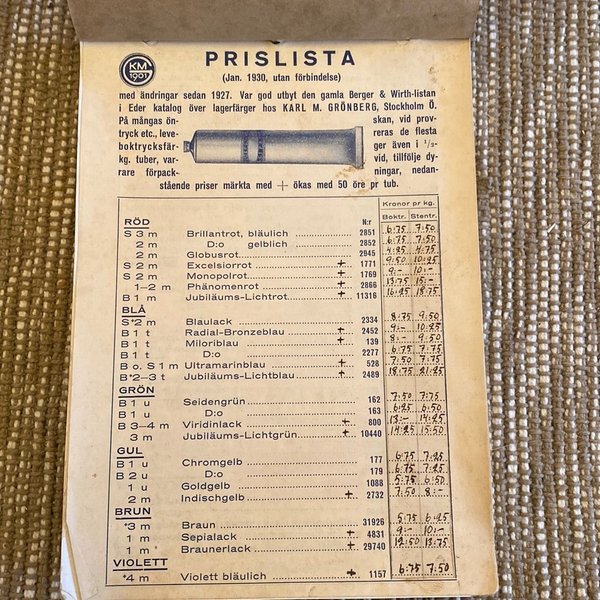 KM
1901
PRISLISTA
(Jan. 1930, utan förbindelse)
med ändringar sedan 1927. Var god utbyt den gamla Berger & Wirth-listan
i Eder katalog över lagerfärger hos KARL M. GRÖNBERG, Stockholm Ö.
På mångas ön- skan, vid prov-
tryck etc., leve- reras de flesta
boktrycksfär- ger även i 1/2-
kg. tuber, var- vid, tillfölje dy-
rare förpack- ningar, nedan-
stående priser märkta med + ökas med 50 öre pr tub.
Kronor pr kg.
RÖD N:r Boktr. Stentr.
S 3 m Brillantrot, bläulich 2851 6:75 7:50
2 m D:o gelblich 2852 6:75 7:50
2 m Globusrot 2945 4:25 4:75
S 2 m Excelsiorrot + 1771 9:50 10:25
S 2 m Monopolrot + 1769 9:- 10:-
1—2 m Phänomenrot + 2866 13:75 15:-
B 1 m Jubiläums-Lichtrot + 11316 16:25 18:75
BLÅ
S*2 m Blaulack 2334 8:75 9:50
B 1 t Radial-Bronzeblau + 2452 9:- 10:25
B 1 t Miloriblau + 139 8:- 9:50
B 1 t D:o 2277 6:75 7:50
B o. S 1 m Ultramarinblau + 528 7:50 7:75
B*2—3 t Jubiläums-Lichtblau + 2489 18:75 21:25
GRÖN
B 1 u Seidengrün 162 7:50 7:75
B 1 u D:o 163 6:25 6:50
B 3—4 m Viridinlack + 800 13:- 14:25
3 m Jubiläums-Lichtgrün + 10440 14:25 15:50
GUL
B 1 u Chromgelb 177 6:75 7:25
B 2 u D:o 179 6:75 7:25
1 u Goldgelb 1088 5:75 6:50
2 m Indischgelb + 2732 7:50 8:-
BRUN
*3 m Braun 31926 5:75 6:25
1 m Sepialack + 4831 9:- 10:-
1 m Braunerlack + 29740 12:50 13:75
VIOLETT
*4 m Violett bläulich + 1157 6:75 7:50